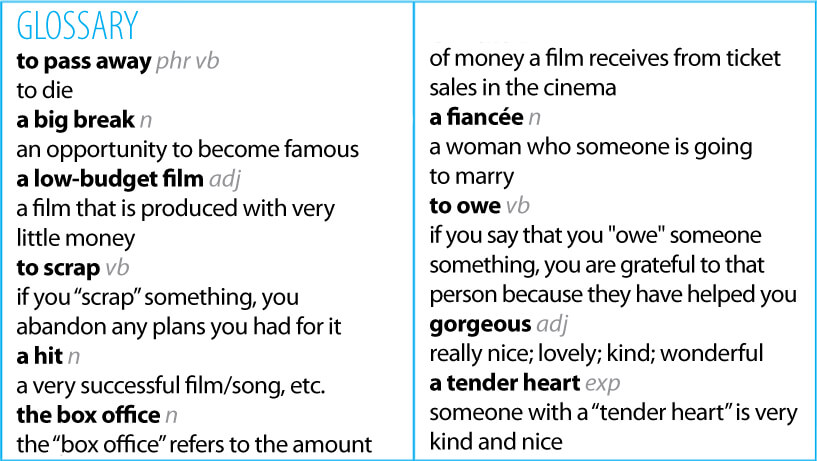 GLOSSARY
to pass away phr vb
to die
a big break n
an opportunity to become famous
a low-budget film adj
a film that is produced with very
little money
to scrap vb
if you “scrap” something, you
abandon any plans you had for it
a hit n
a very successful film/song, etc.
the box office n
the “box office” refers to the amount
of money a film receives from ticket
sales in the cinema
a fiancée n
a woman who someone is going
to marry
to owe vb
if you say that you "owe" someone
something, you are grateful to that
person because they have helped you
gorgeous adj
really nice; lovely; kind; wonderful
a tender heart exp
someone with a “tender heart” is very
kind and nice